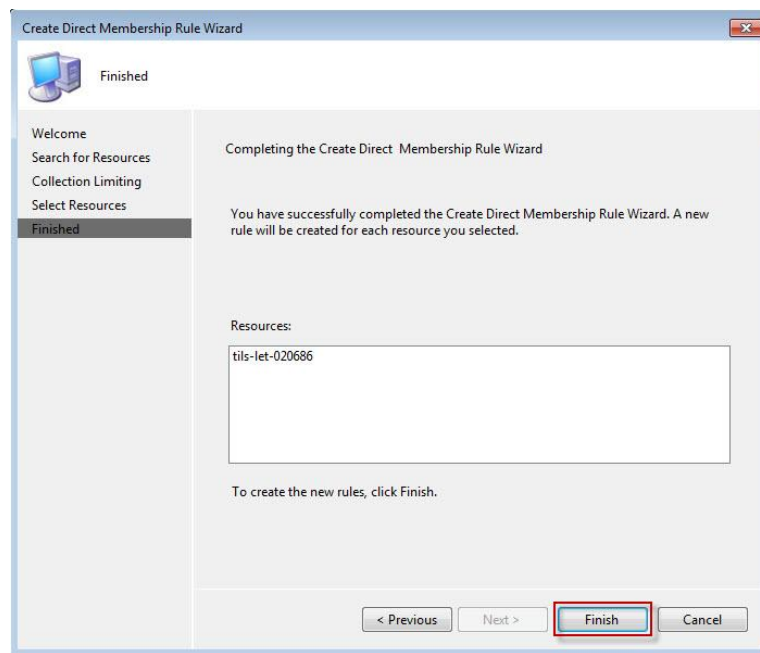 Create Direct Membership Rule Wizard
Finished
Welcome
Search for Resources
Collection Limiting
Select Resources
Finished
Completing the Create Direct  Membership Rule Wizard
You have successfully completed the Create Direct Membership Rule Wizard. A new
rule will be created for each resource you selected.
Resources:
tils-let-020686
To create the new rules, click Finish.
< Previous
Next >
Finish
Cancel